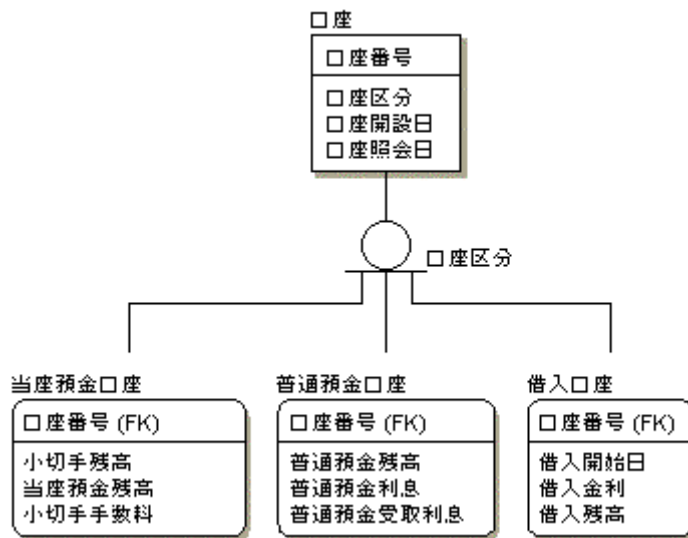 口座
口座番号
口座区分
口座開設日
口座照会日
口座区分
当座預金口座
口座番号 (FK)
小切手残高
当座預金残高
小切手手数料
普通預金口座
口座番号 (FK)
普通預金残高
普通預金利息
普通預金受取利息
借入口座
口座番号 (FK)
借入開始日
借入金利
借入残高